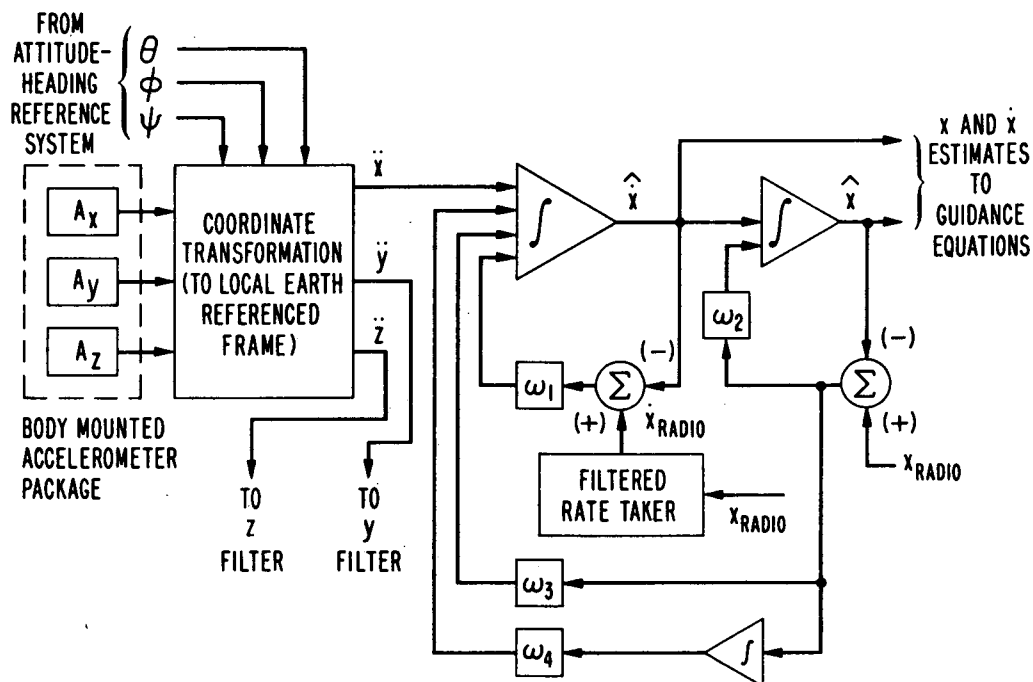 FROM
ATTITUDE-
HEADING
REFERENCE
SYSTEM
θ
ϕ
ψ
A_x
A_y
A_z
BODY MOUNTED
ACCELEROMETER
PACKAGE
COORDINATE
TRANSFORMATION
(TO LOCAL EARTH
REFERENCED
FRAME)
ẍ
ÿ
z̈
TO
z
FILTER
TO
y
FILTER
∫
ẋ̂
∫
x̂
x AND ẋ
ESTIMATES
TO
GUIDANCE
EQUATIONS
ω₂
(−)
Σ
(+)
x_RADIO
ω₁
Σ
(−)
(+)
ẋ_RADIO
FILTERED
RATE TAKER
x_RADIO
ω₃
ω₄
∫